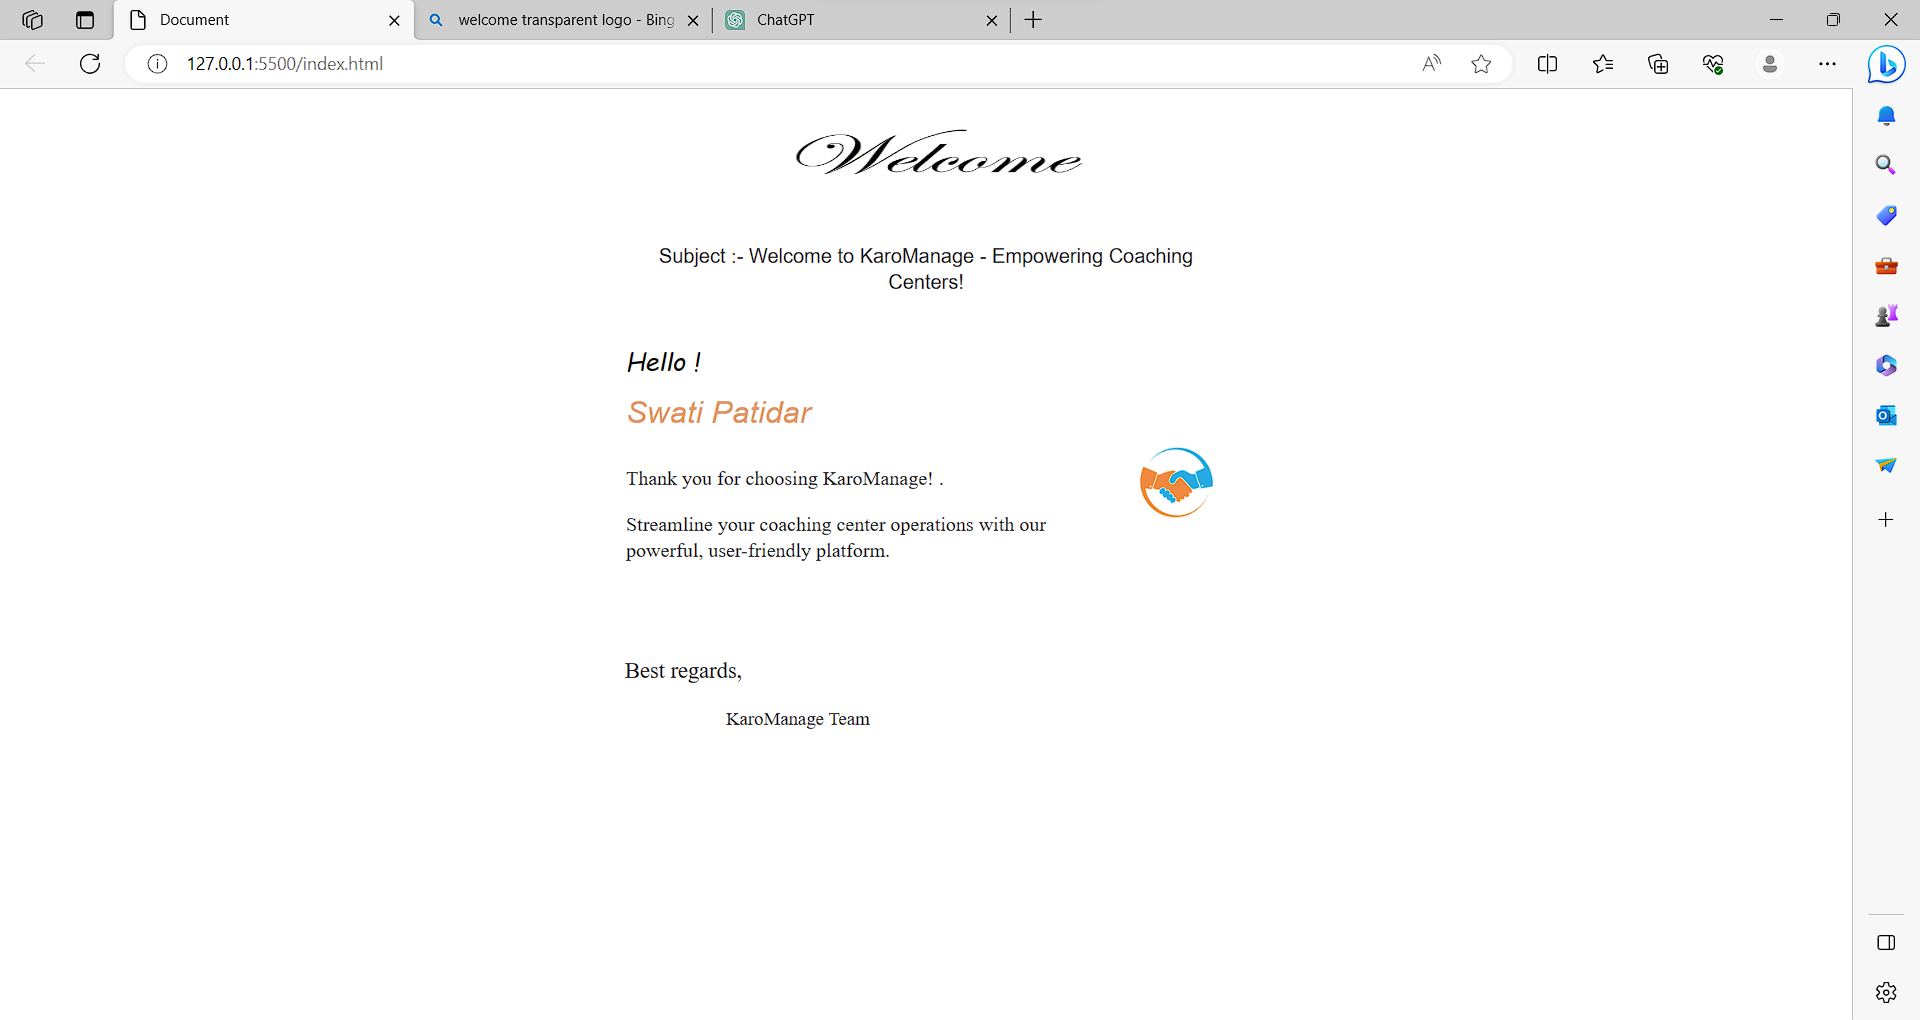 Document
welcome transparent logo - Bing
ChatGPT
127.0.0.1:5500/index.html
Welcome
Subject :- Welcome to KaroManage - Empowering Coaching
Centers!
Hello !
Swati Patidar
Thank you for choosing KaroManage! .
Streamline your coaching center operations with our
powerful, user-friendly platform.
Best regards,
KaroManage Team